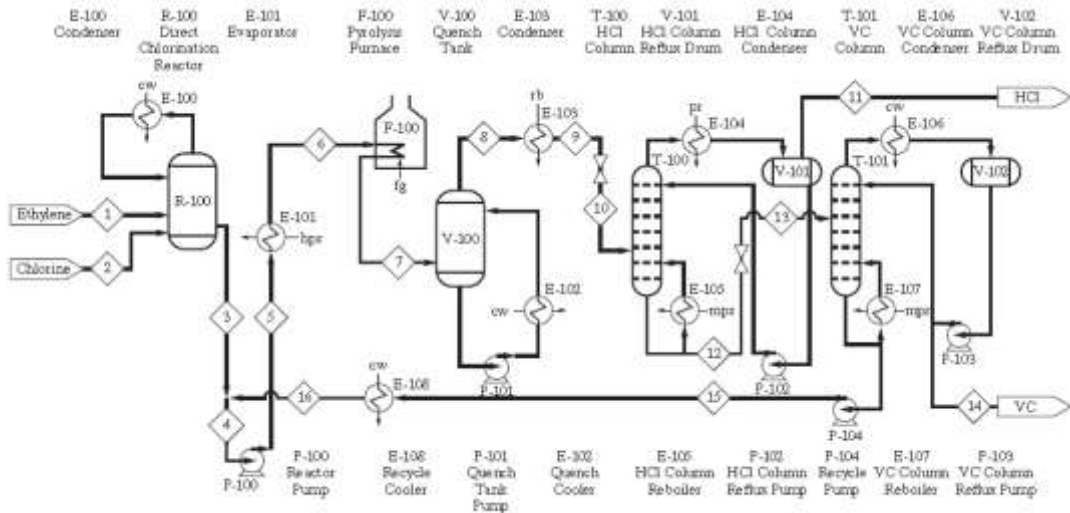 E-100
Condenser
R-100
Direct
Chlorination
Reactor
E-101
Evaporator
F-100
Pyrolysis
Furnace
V-100
Quench
Tank
E-103
Condenser
T-100
HCl
Column
V-101
HCl Column
Reflux Drum
E-104
HCl Column
Condenser
T-101
VC
Column
E-106
VC Column
Condenser
V-102
VC Column
Reflux Drum
cw
E-100
R-100
Ethylene
1
Chlorine
2
3
4
5
6
E-101
hps
F-100
fg
7
V-100
8
rb
E-103
9
10
E-102
cw
P-101
pr
E-104
T-100
V-101
11
HCl
E-105
mps
12
13
P-102
cw
E-106
T-101
V-102
E-107
mps
P-103
14
VC
P-104
15
cw
E-108
16
P-100
P-100
Reactor
Pump
E-108
Recycle
Cooler
P-101
Quench
Tank
Pump
E-102
Quench
Cooler
E-105
HCl Column
Reboiler
P-102
HCl Column
Reflux Pump
P-104
Recycle
Pump
E-107
VC Column
Reboiler
P-103
VC Column
Reflux Pump